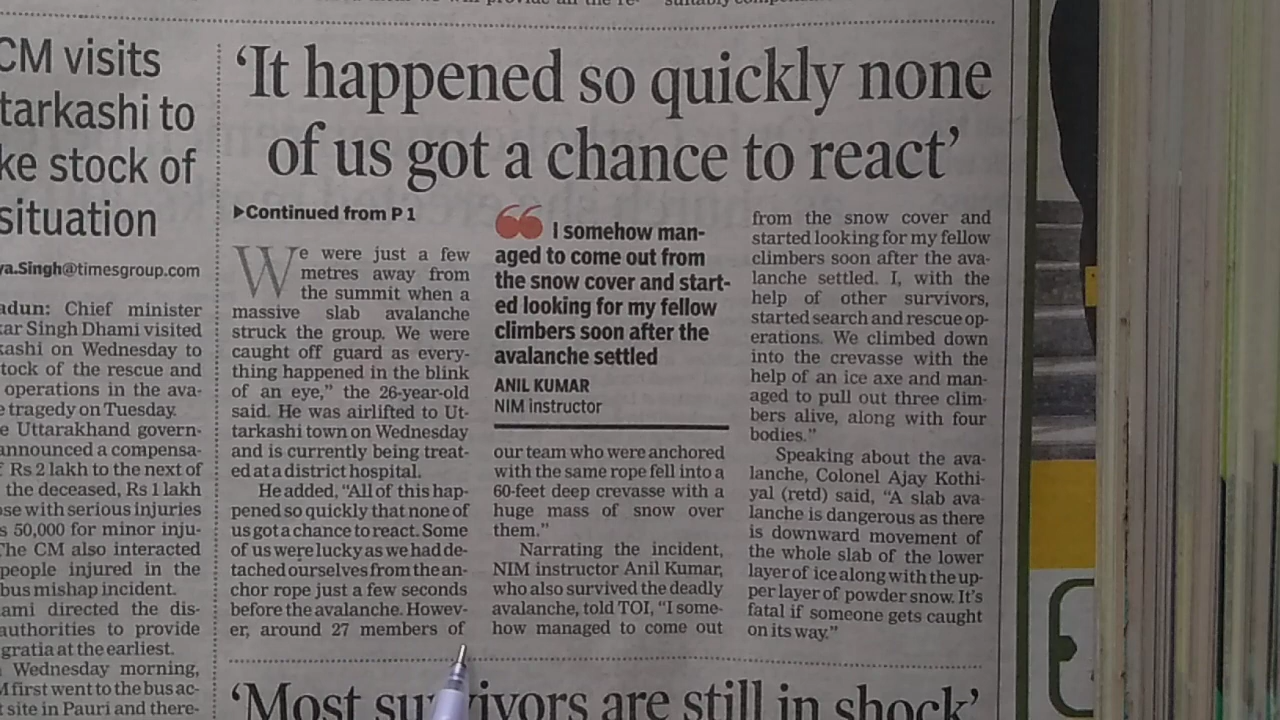 CM visits
tarkashi to
ke stock of
situation
ya.Singh@timesgroup.com
adun: Chief minister
kar Singh Dhami visited
kashi on Wednesday to
tock of the rescue and
operations in the ava-
e tragedy on Tuesday.
e Uttarakhand govern-
announced a compensa-
f Rs 2 lakh to the next of
the deceased, Rs 1 lakh
ose with serious injuries
s 50,000 for minor inju-
The CM also interacted
people injured in the
bus mishap incident.
ami directed the dis-
authorities to provide
gratia at the earliest.
Wednesday morning,
M first went to the bus ac-
t site in Pauri and there-
‘It happened so quickly none
of us got a chance to react’
▶Continued from P 1
We were just a few
metres away from
the summit when a
massive slab avalanche
struck the group. We were
caught off guard as every-
thing happened in the blink
of an eye,” the 26-year-old
said. He was airlifted to Ut-
tarkashi town on Wednesday
and is currently being treat-
ed at a district hospital.
He added, “All of this hap-
pened so quickly that none of
us got a chance to react. Some
of us were lucky as we had de-
tached ourselves from the an-
chor rope just a few seconds
before the avalanche. Howev-
er, around 27 members of
“I somehow man-
aged to come out from
the snow cover and start-
ed looking for my fellow
climbers soon after the
avalanche settled
ANIL KUMAR
NIM instructor
our team who were anchored
with the same rope fell into a
60-feet deep crevasse with a
huge mass of snow over
them.”
Narrating the incident,
NIM instructor Anil Kumar,
who also survived the deadly
avalanche, told TOI, “I some-
how managed to come out
from the snow cover and
started looking for my fellow
climbers soon after the ava-
lanche settled. I, with the
help of other survivors,
started search and rescue op-
erations. We climbed down
into the crevasse with the
help of an ice axe and man-
aged to pull out three clim-
bers alive, along with four
bodies.”
Speaking about the ava-
lanche, Colonel Ajay Kothi-
yal (retd) said, “A slab ava-
lanche is dangerous as there
is downward movement of
the whole slab of the lower
layer of ice along with the up-
per layer of powder snow. It’s
fatal if someone gets caught
on its way.”
‘Most survivors are still in shock’